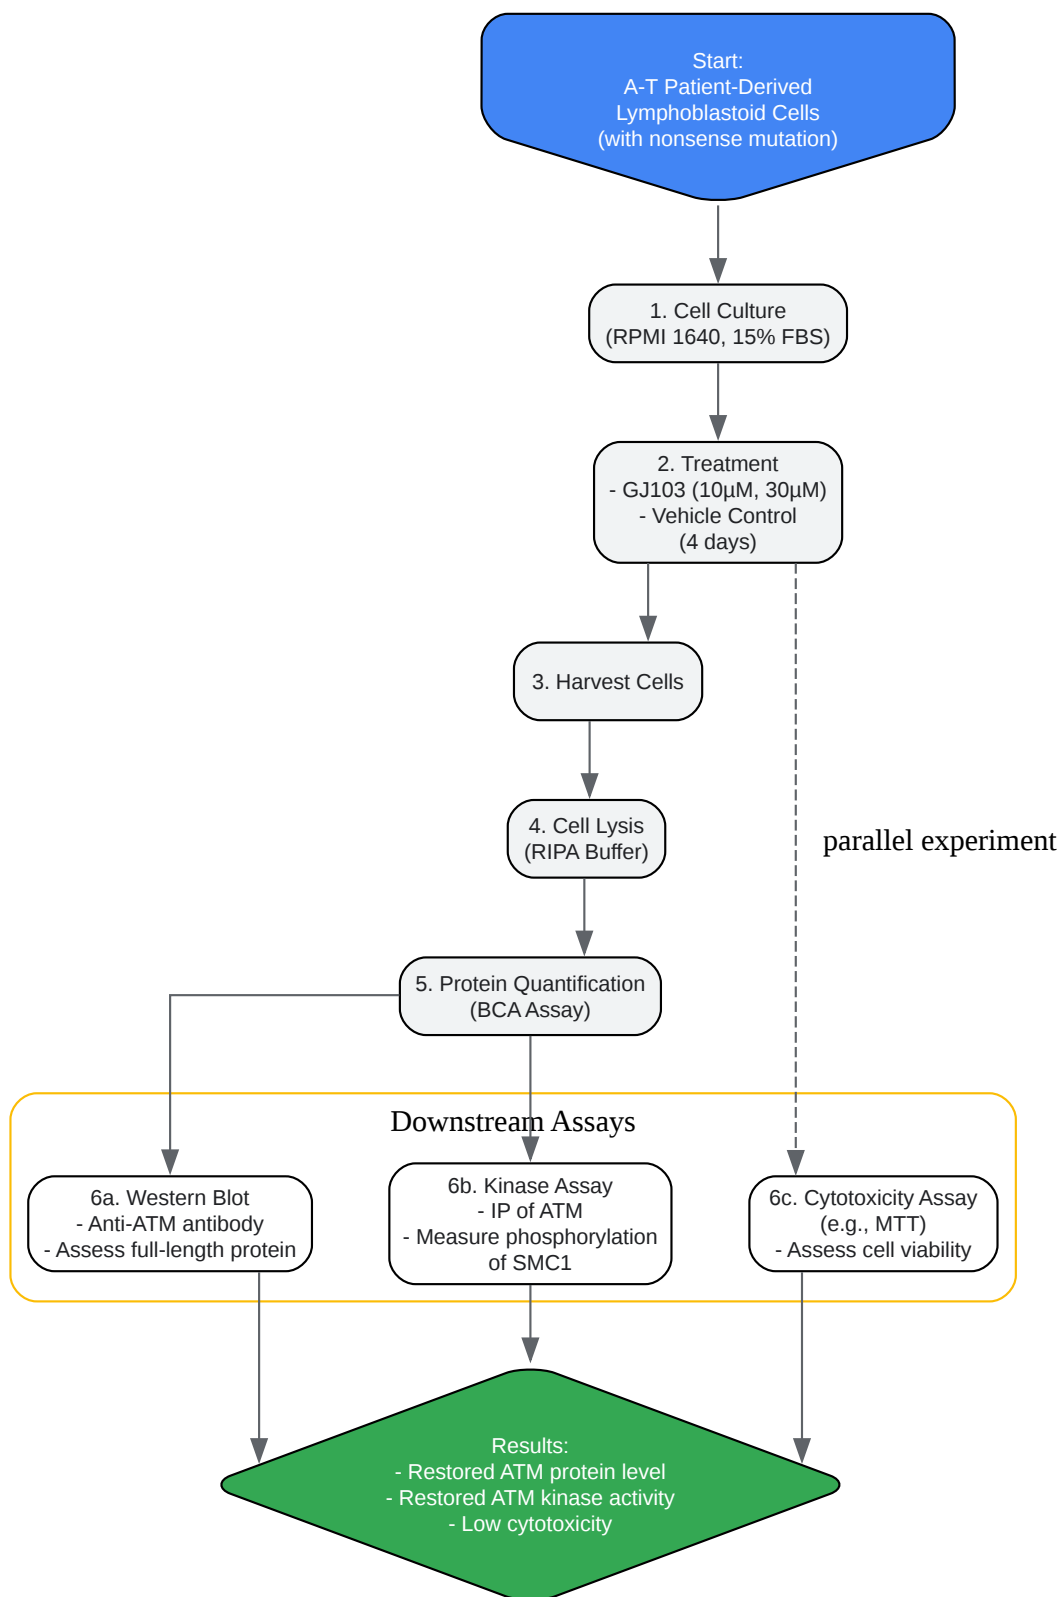 Start:
A-T Patient-Derived
Lymphoblastoid Cells
(with nonsense mutation)
1. Cell Culture
(RPMI 1640, 15% FBS)
2. Treatment
- GJ103 (10µM, 30µM)
- Vehicle Control
(4 days)
3. Harvest Cells
4. Cell Lysis
(RIPA Buffer)
parallel experiment
5. Protein Quantification
(BCA Assay)
Downstream Assays
6a. Western Blot
- Anti-ATM antibody
- Assess full-length protein
6b. Kinase Assay
- IP of ATM
- Measure phosphorylation
of SMC1
6c. Cytotoxicity Assay
(e.g., MTT)
- Assess cell viability
Results:
- Restored ATM protein level
- Restored ATM kinase activity
- Low cytotoxicity